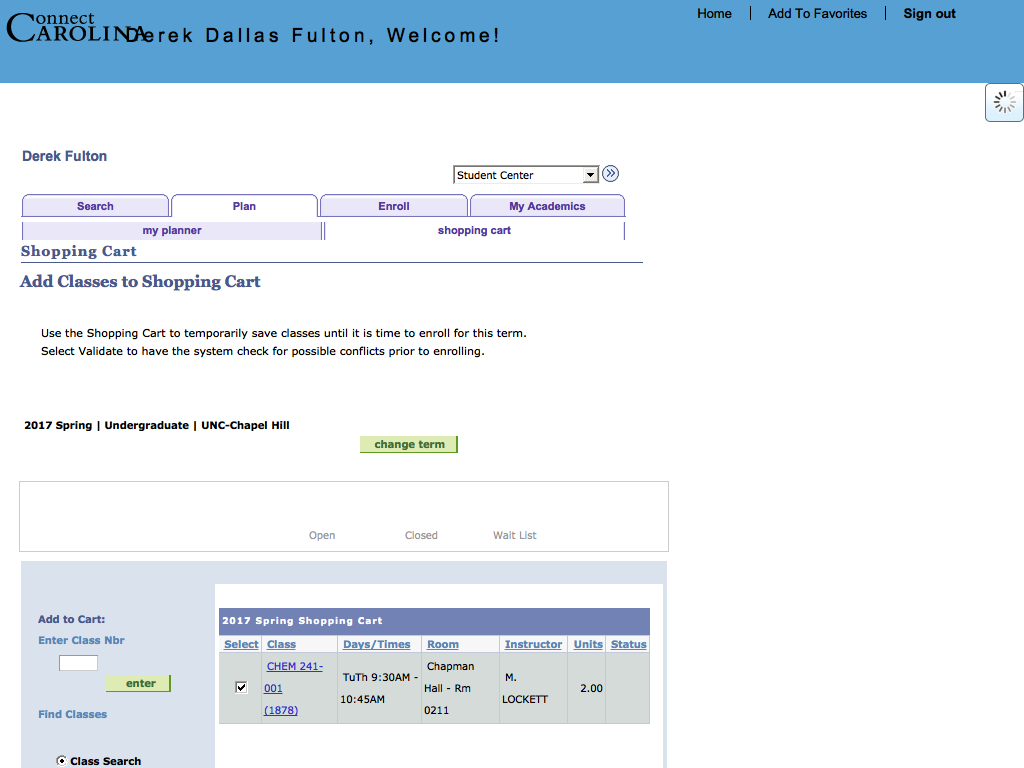 Connect
CAROLINA
Derek Dallas Fulton, Welcome!
Home
Add To Favorites
Sign out
Derek Fulton
Student Center
Search
Plan
Enroll
My Academics
my planner
shopping cart
Shopping Cart
Add Classes to Shopping Cart
Use the Shopping Cart to temporarily save classes until it is time to enroll for this term.
Select Validate to have the system check for possible conflicts prior to enrolling.
2017 Spring | Undergraduate | UNC-Chapel Hill
change term
Open
Closed
Wait List
Add to Cart:
Enter Class Nbr
enter
Find Classes
Class Search
2017 Spring Shopping Cart
Select
Class
Days/Times
Room
Instructor
Units
Status
CHEM 241-
001
(1878)
TuTh 9:30AM -
10:45AM
Chapman
Hall - Rm
0211
M.
LOCKETT
2.00